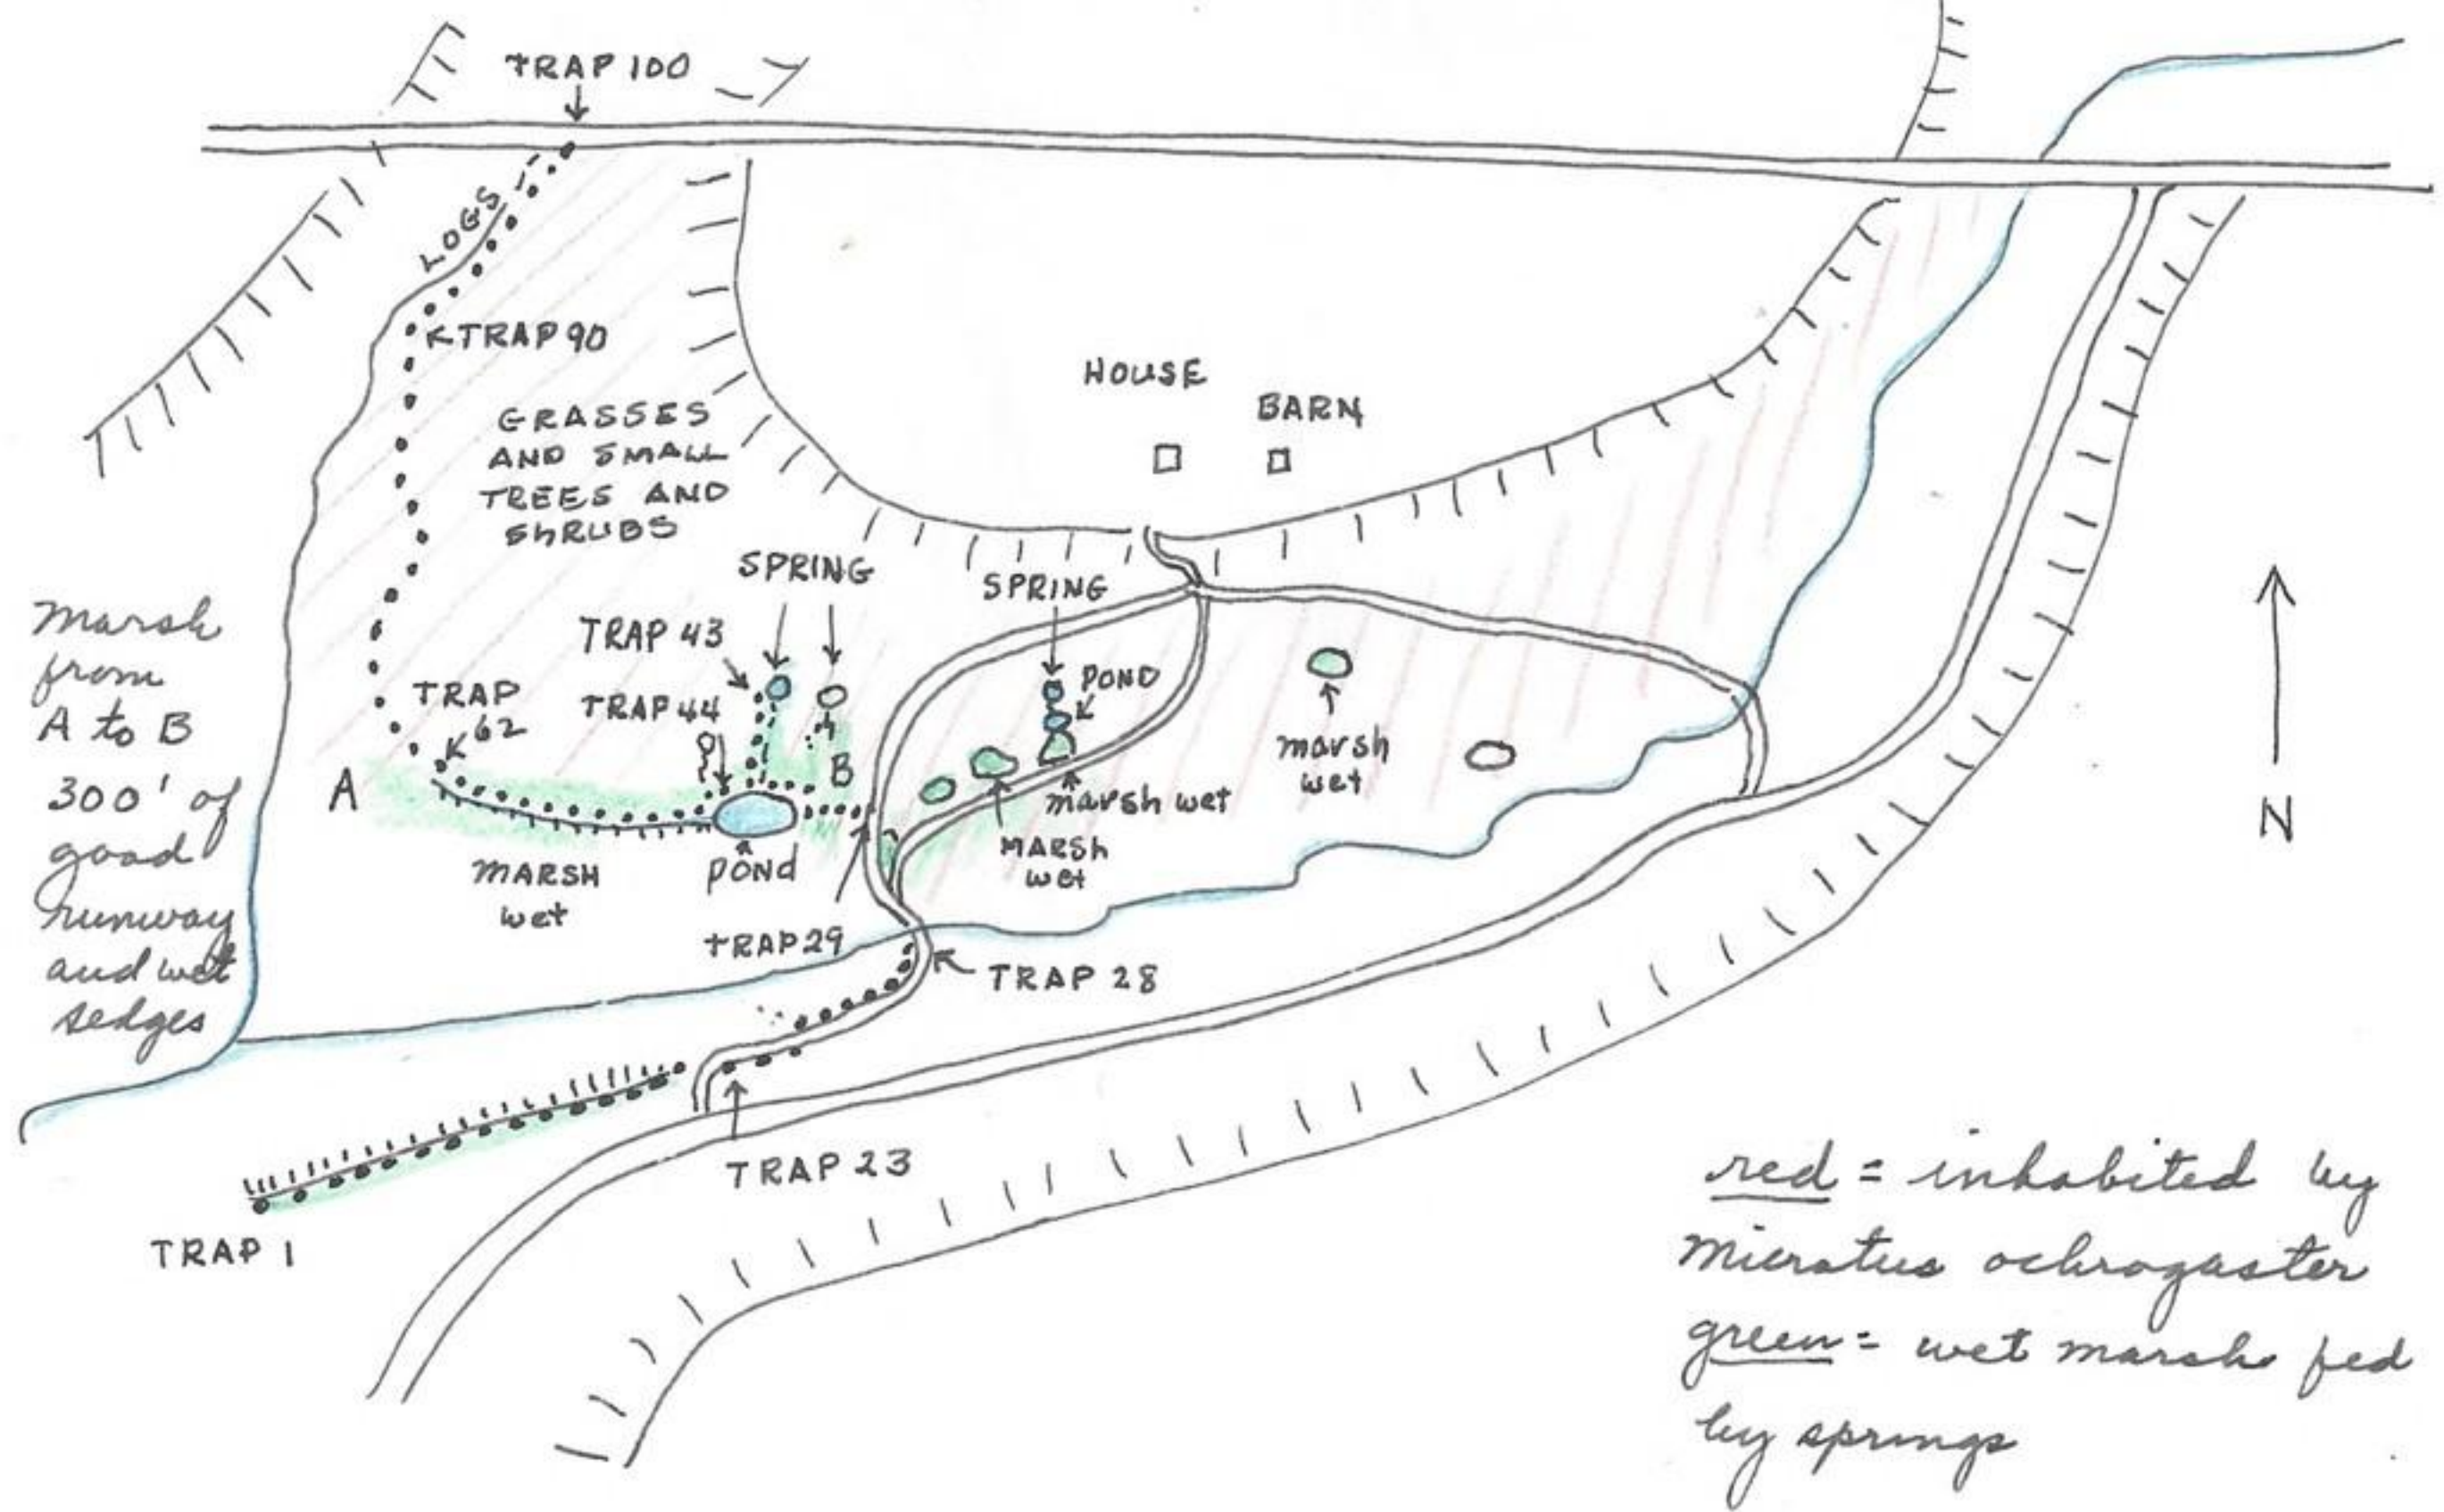 TRAP 100
LOGS
TRAP 90
HOUSE
BARN
GRASSES
AND SMALL
TREES AND
ShRUBS
SPRING
SPRING
TRAP 43
POND
TRAP
62
TRAP 44
Marsh
from
A to B
300' of
good
runway
and wet
sedges
A
B
marsh
wet
marsh wet
MARSH
wet
MARSH
wet
POND
TRAP 29
TRAP 28
N
TRAP 23
TRAP 1
red = inhabited by
Microtus ochrogaster
green = wet marsh fed
by springs